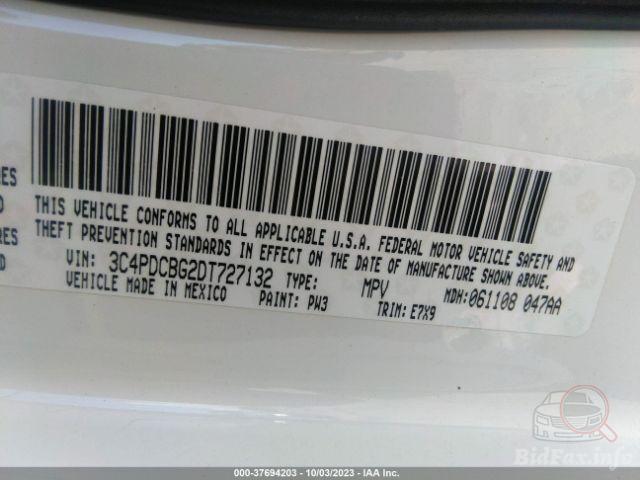 RES
D
RES
D
THIS VEHICLE CONFORMS TO ALL APPLICABLE U.S.A. FEDERAL MOTOR VEHICLE SAFETY AND
THEFT PREVENTION STANDARDS IN EFFECT ON THE DATE OF MANUFACTURE SHOWN ABOVE.
VIN: 3C4PDCBG2DT727132 TYPE: MPV MDH:061108 047AA
VEHICLE MADE IN MEXICO PAINT: PW3 TRIM: E7X9
BidFax.info
000-37694203 - 10/03/2023 - IAA Inc.